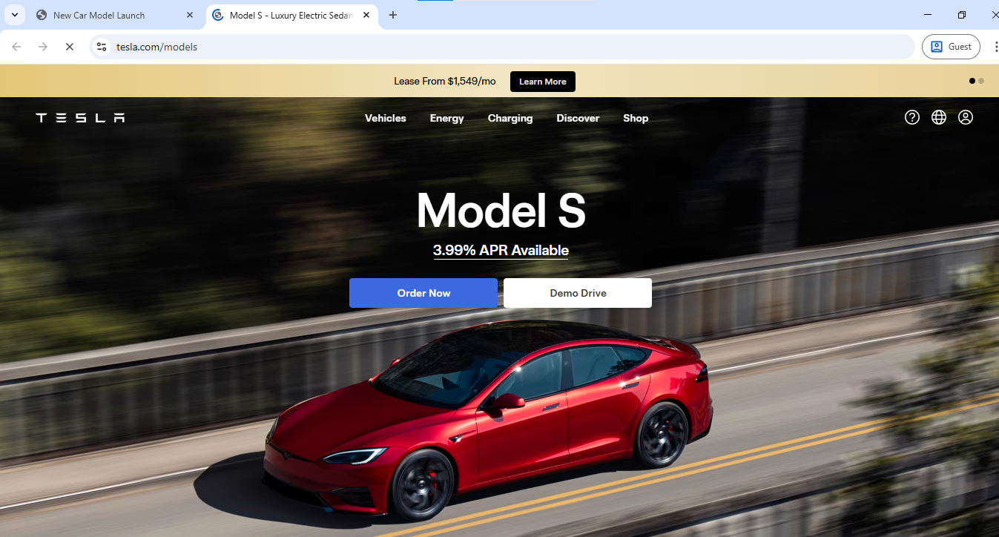 New Car Model Launch
Model S - Luxury Electric Sedan
tesla.com/models
Guest
Lease From $1,549/mo
Learn More
TESLA
Vehicles Energy Charging Discover Shop
Model S
3.99% APR Available
Order Now
Demo Drive